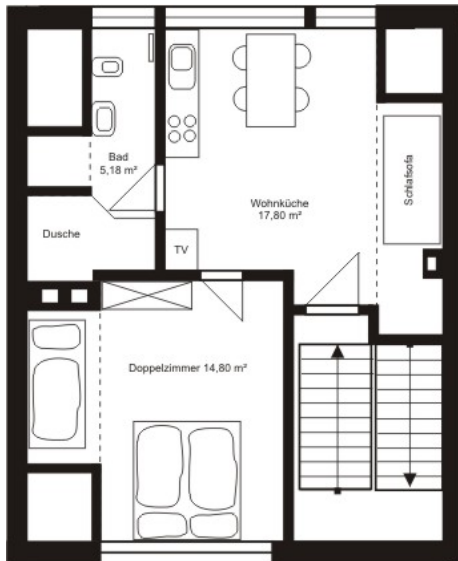 Bad
5,18 m²
Wohnküche
17,80 m²
Schlafsofa
Dusche
TV
Doppelzimmer 14,80 m²